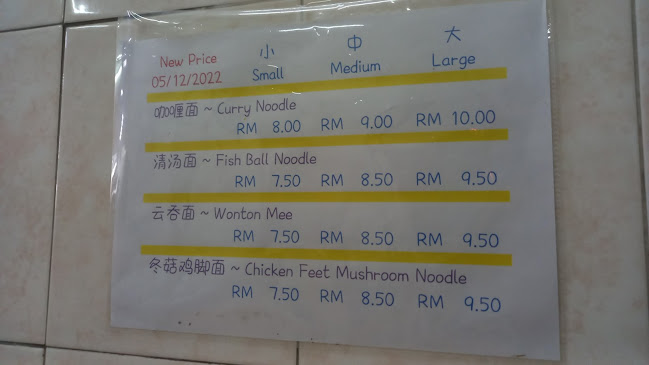 New Price 小 中 大
05/12/2022 Small Medium Large
咖喱面 ~ Curry Noodle
RM 8.00 RM 9.00 RM 10.00
清汤面 ~ Fish Ball Noodle
RM 7.50 RM 8.50 RM 9.50
云吞面 ~ Wonton Mee
RM 7.50 RM 8.50 RM 9.50
冬菇鸡脚面 ~ Chicken Feet Mushroom Noodle
RM 7.50 RM 8.50 RM 9.50